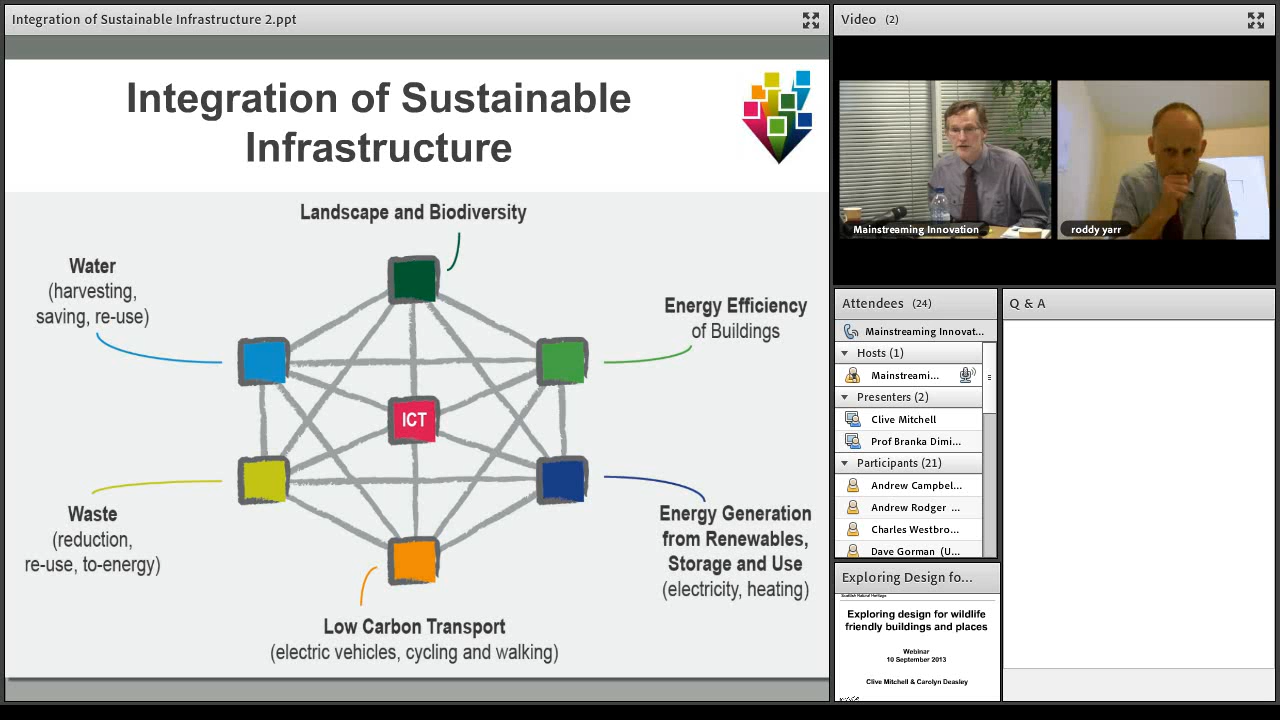 Integration of Sustainable Infrastructure 2.ppt
Integration of Sustainable
Infrastructure
Landscape and Biodiversity
Water
(harvesting,
saving, re-use)
Energy Efficiency
of Buildings
ICT
Waste
(reduction,
re-use, to-energy)
Energy Generation
from Renewables,
Storage and Use
(electricity, heating)
Low Carbon Transport
(electric vehicles, cycling and walking)
Video (2)
Mainstreaming Innovation
roddy yarr
Attendees (24)
Mainstreaming Innovat...
Hosts (1)
Mainstreami...
Presenters (2)
Clive Mitchell
Prof Branka Dimi...
Participants (21)
Andrew Campbel...
Andrew Rodger ...
Charles Westbro...
Dave Gorman (U...
Exploring Design fo...
Scottish Natural Heritage
Exploring design for wildlife
friendly buildings and places
Webinar
10 September 2013
Clive Mitchell & Carolyn Deasley
Q & A